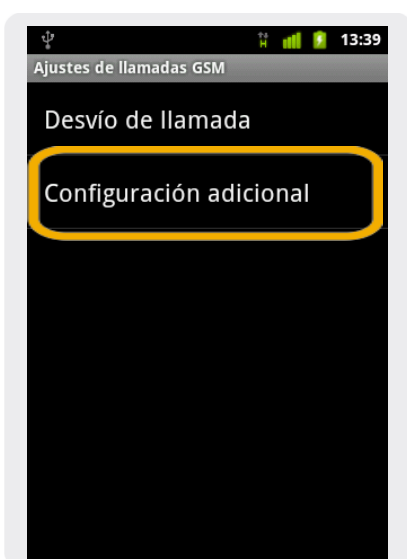 H
13:39
Ajustes de llamadas GSM
Desvío de llamada
Configuración adicional